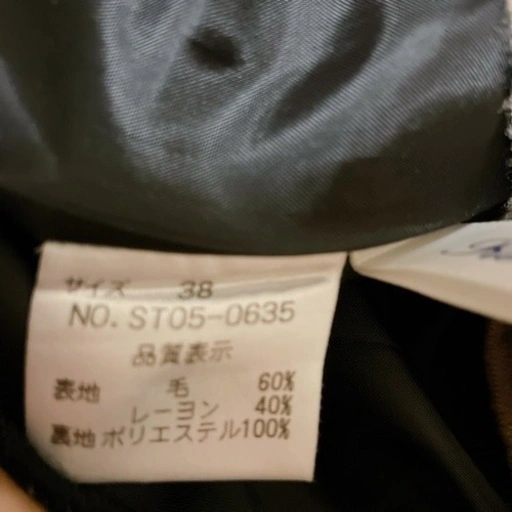 サイズ 38
NO. ST05-0635
品質表示
表地 毛 60%
レーヨン 40%
裏地 ポリエステル100%